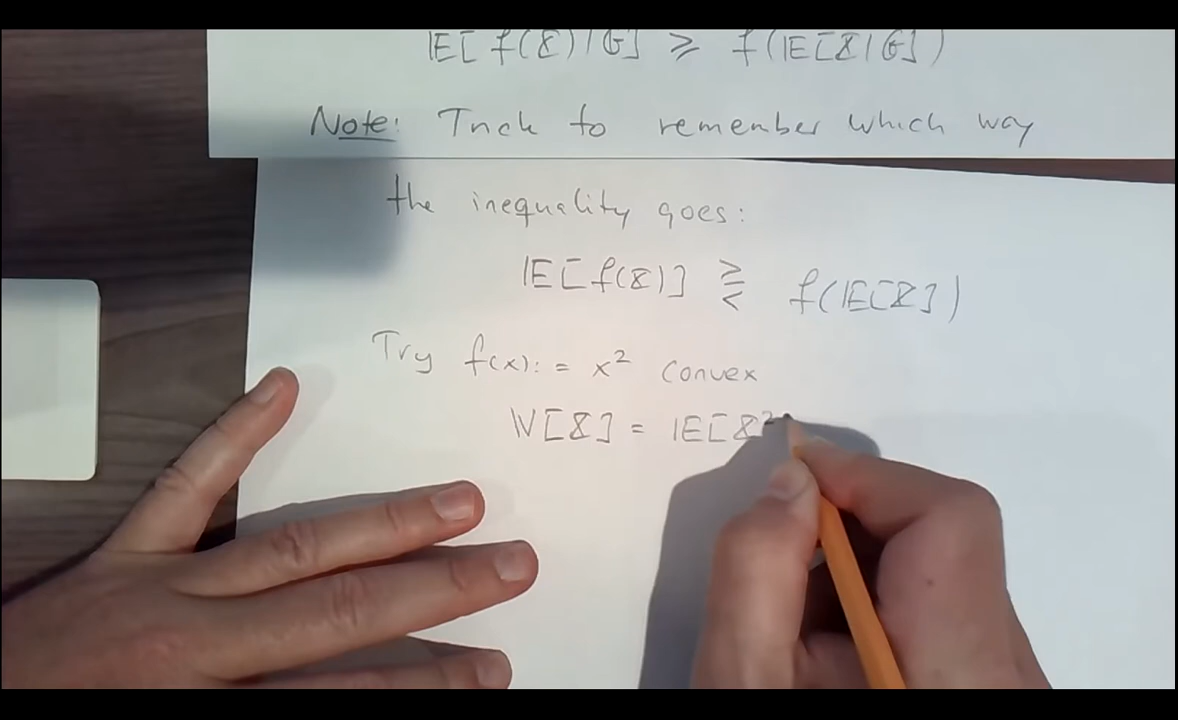 𝔼[f(X)|G] ⩾ f(𝔼[X|G])
Note: Trick to remember which way
the inequality goes:
𝔼[f(X)] ⪌ f(𝔼[X])
Try f(x):= x² convex
𝕍[X] = 𝔼[X²